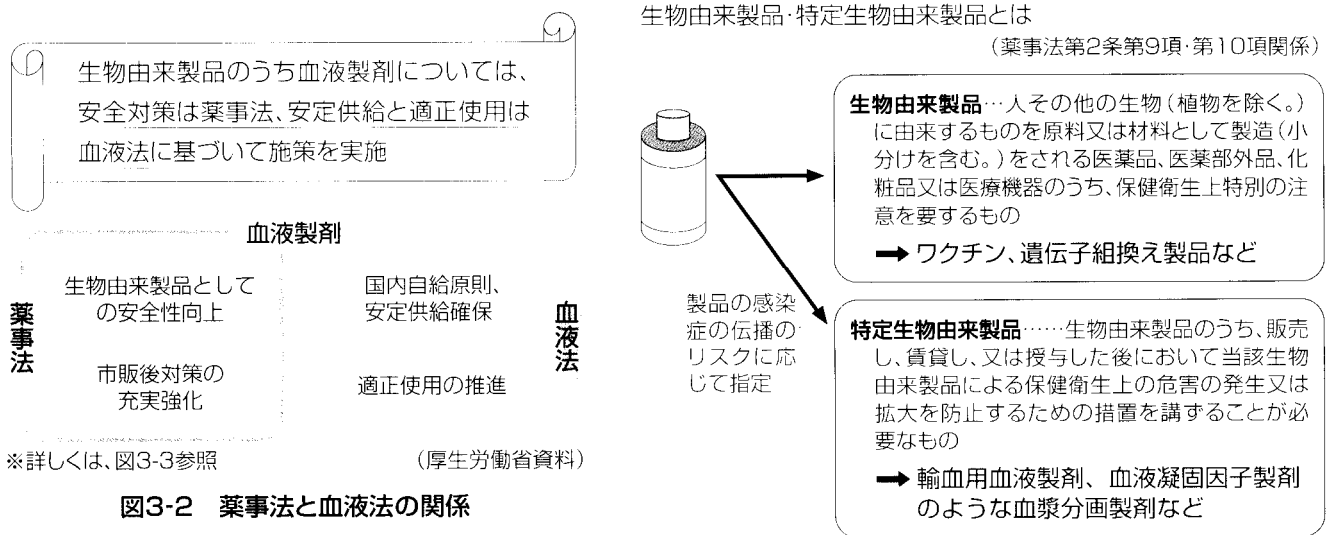 生物由来製品のうち血液製剤については、
安全対策は薬事法、安定供給と適正使用は
血液法に基づいて施策を実施
血液製剤
薬事法
生物由来製品として
の安全性向上
市販後対策の
充実強化
国内自給原則、
安定供給確保
適正使用の推進
血液法
※詳しくは、図3-3参照
(厚生労働省資料)
図3-2 薬事法と血液法の関係
生物由来製品・特定生物由来製品とは
(薬事法第2条第9項・第10項関係)
生物由来製品…人その他の生物(植物を除く。)
に由来するものを原料又は材料として製造(小
分けを含む。)をされる医薬品、医薬部外品、化
粧品又は医療機器のうち、保健衛生上特別の注
意を要するもの
➡ ワクチン、遺伝子組換え製品など
製品の感染
症の伝播の
リスクに応
じて指定
特定生物由来製品……生物由来製品のうち、販売
し、賃貸し、又は授与した後において当該生物
由来製品による保健衛生上の危害の発生又は
拡大を防止するための措置を講ずることが必
要なもの
➡ 輸血用血液製剤、血液凝固因子製剤
のような血漿分画製剤など